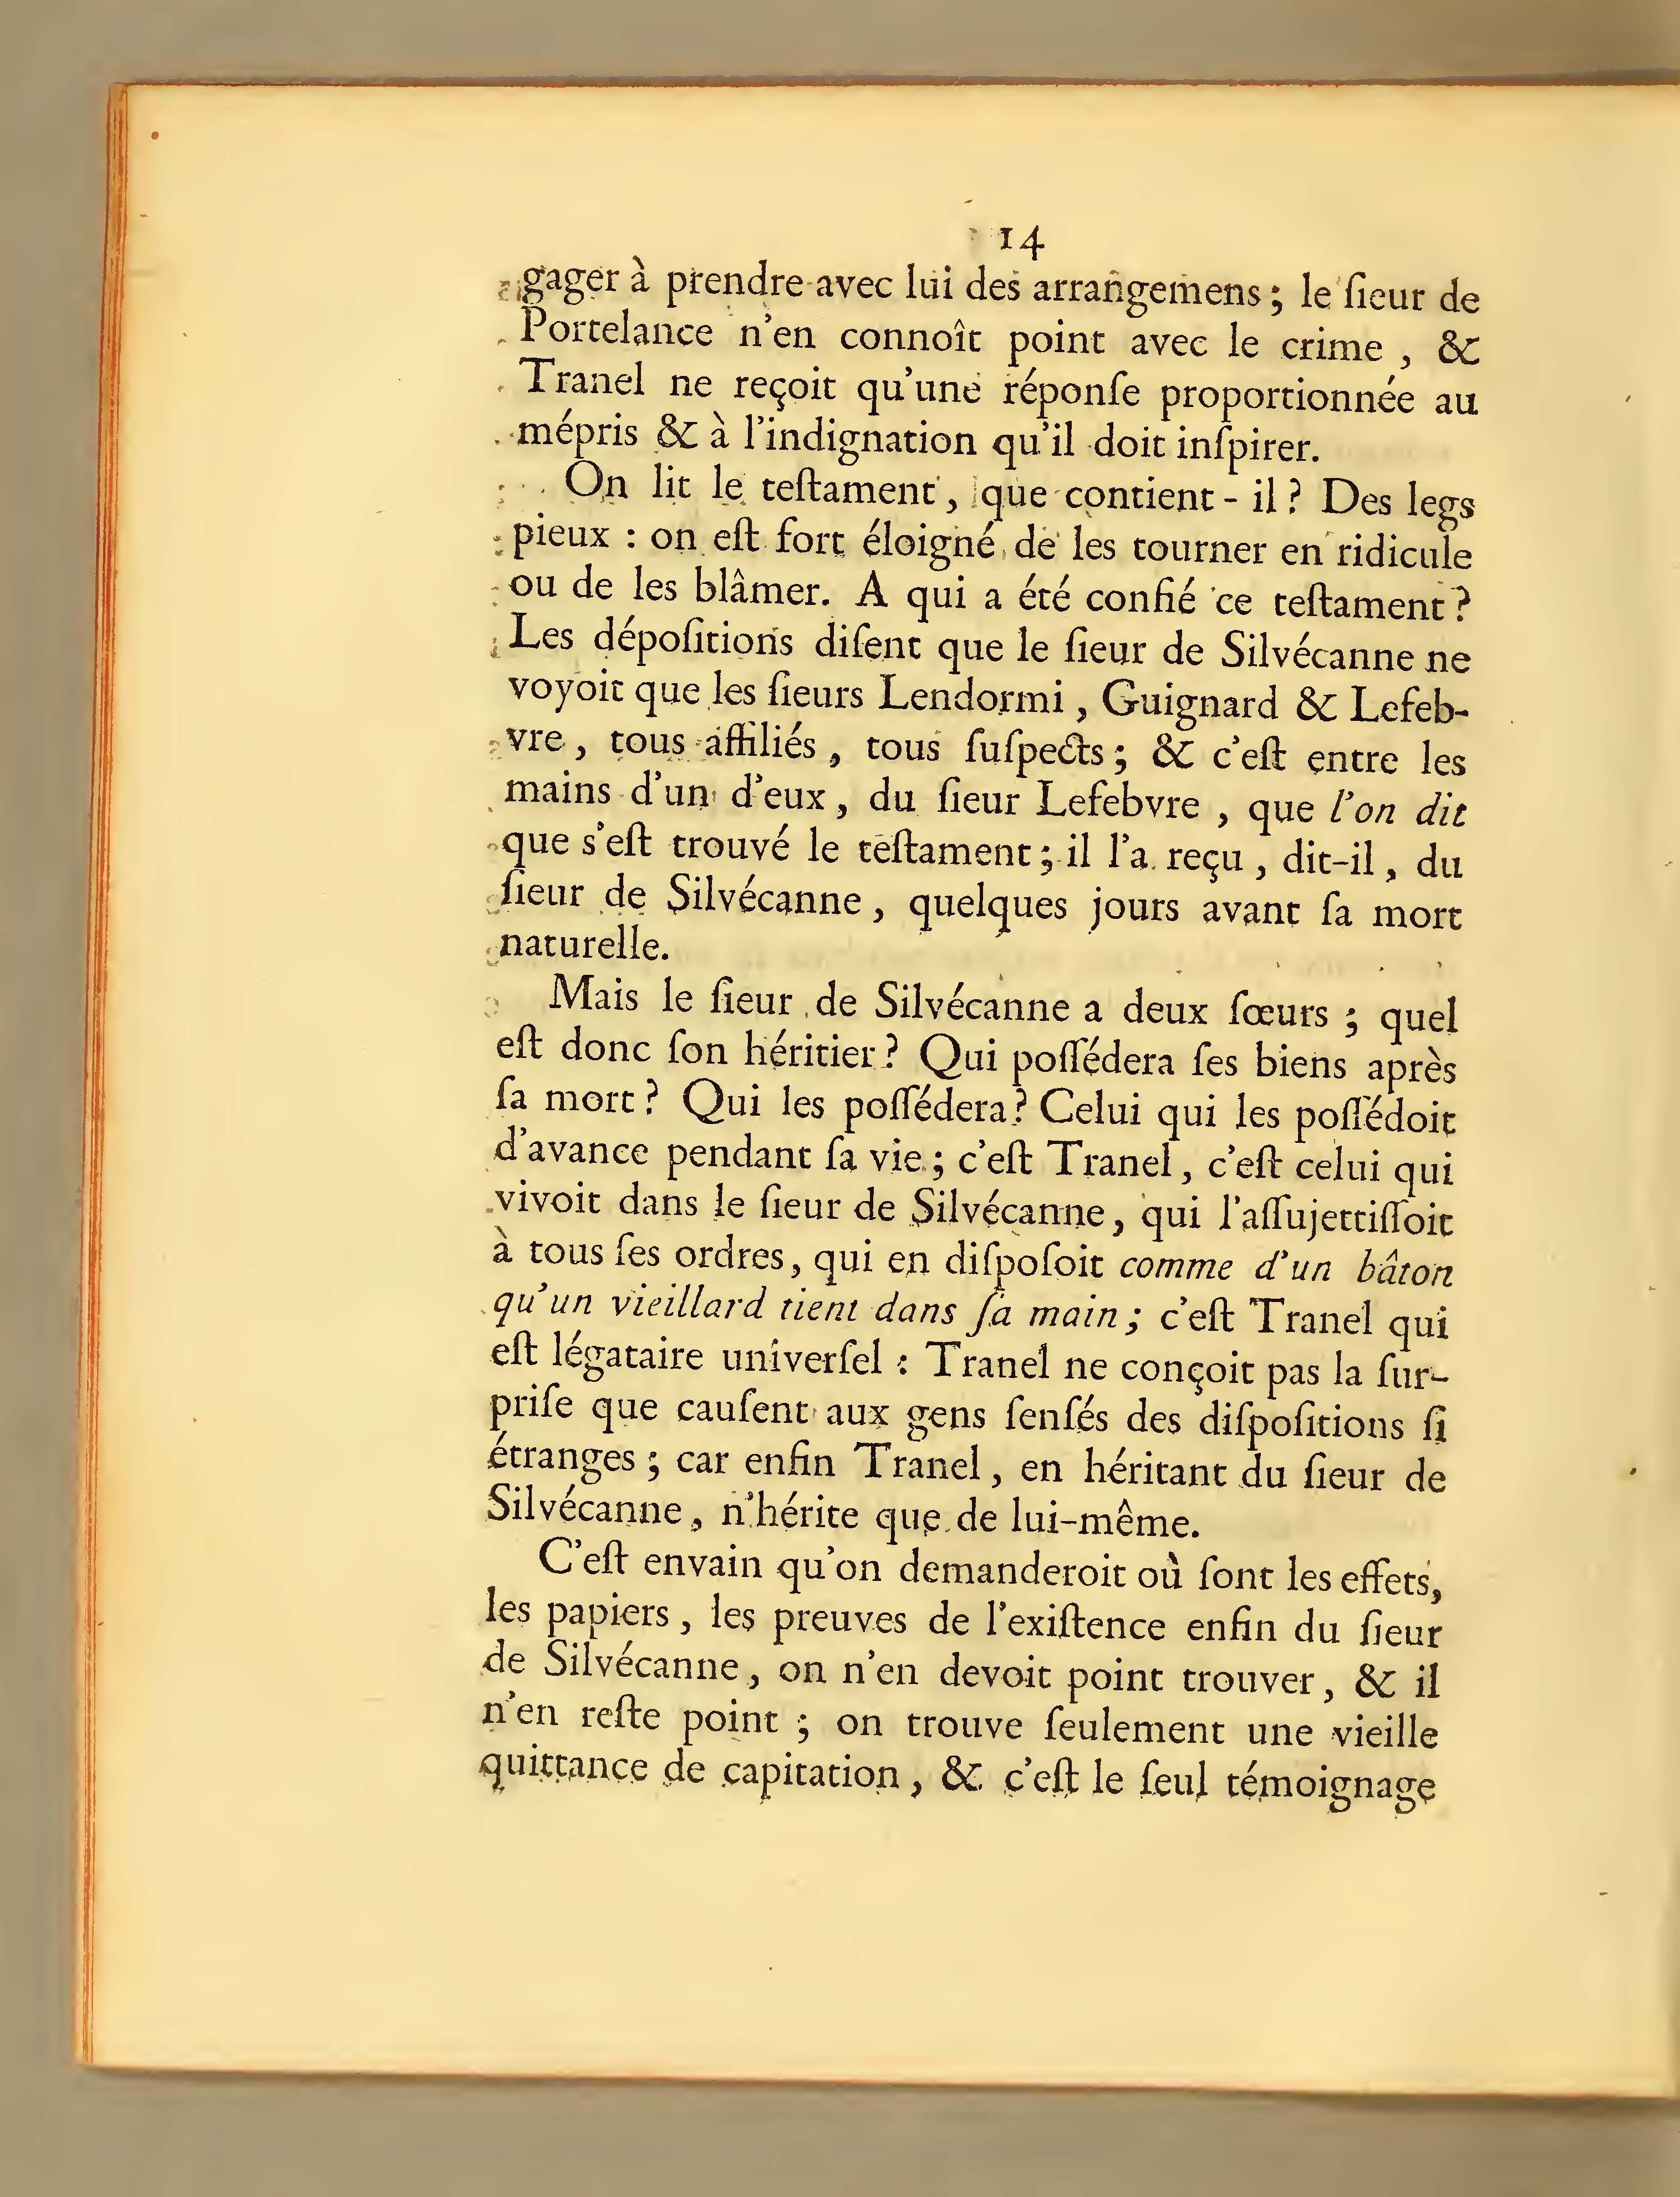 14
gager à prendre avec lui des arrangemens ; le ſieur de
Portelance n'en connoît point avec le crime , &
Tranel ne reçoit qu'une réponſe proportionnée au
mépris & à l'indignation qu'il doit inſpirer.
On lit le teſtament , que contient - il ? Des legs
pieux : on eſt fort éloigné de les tourner en ridicule
ou de les blâmer. A qui a été confié ce teſtament ?
Les dépoſitions diſent que le ſieur de Silvécanne ne
voyoit que les ſieurs Lendormi , Guignard & Lefeb-
vre , tous affiliés , tous ſuſpects ; & c'eſt entre les
mains d'un d'eux , du ſieur Lefebvre , que l'on dit
que s'eſt trouvé le teſtament ; il l'a reçu , dit-il , du
ſieur de Silvécanne , quelques jours avant ſa mort
naturelle.
Mais le ſieur de Silvécanne a deux ſœurs ; quel
eſt donc ſon héritier ? Qui poſſédera ſes biens après
ſa mort ? Qui les poſſédera ? Celui qui les poſſédoit
d'avance pendant ſa vie ; c'eſt Tranel , c'eſt celui qui
vivoit dans le ſieur de Silvécanne , qui l'aſſujettiſſoit
à tous ſes ordres , qui en diſpoſoit comme d'un bâton
qu'un vieillard tient dans ſa main ; c'eſt Tranel qui
eſt légataire univerſel : Tranel ne conçoit pas la ſur-
priſe que cauſent aux gens ſenſés des diſpoſitions ſi
étranges ; car enfin Tranel , en héritant du ſieur de
Silvécanne , n'hérite que de lui-même.
C'eſt envain qu'on demanderoit où ſont les effets,
les papiers , les preuves de l'exiſtence enfin du ſieur
de Silvécanne , on n'en devoit point trouver , & il
n'en reſte point ; on trouve ſeulement une vieille
quittance de capitation , & c'eſt le ſeul témoignage